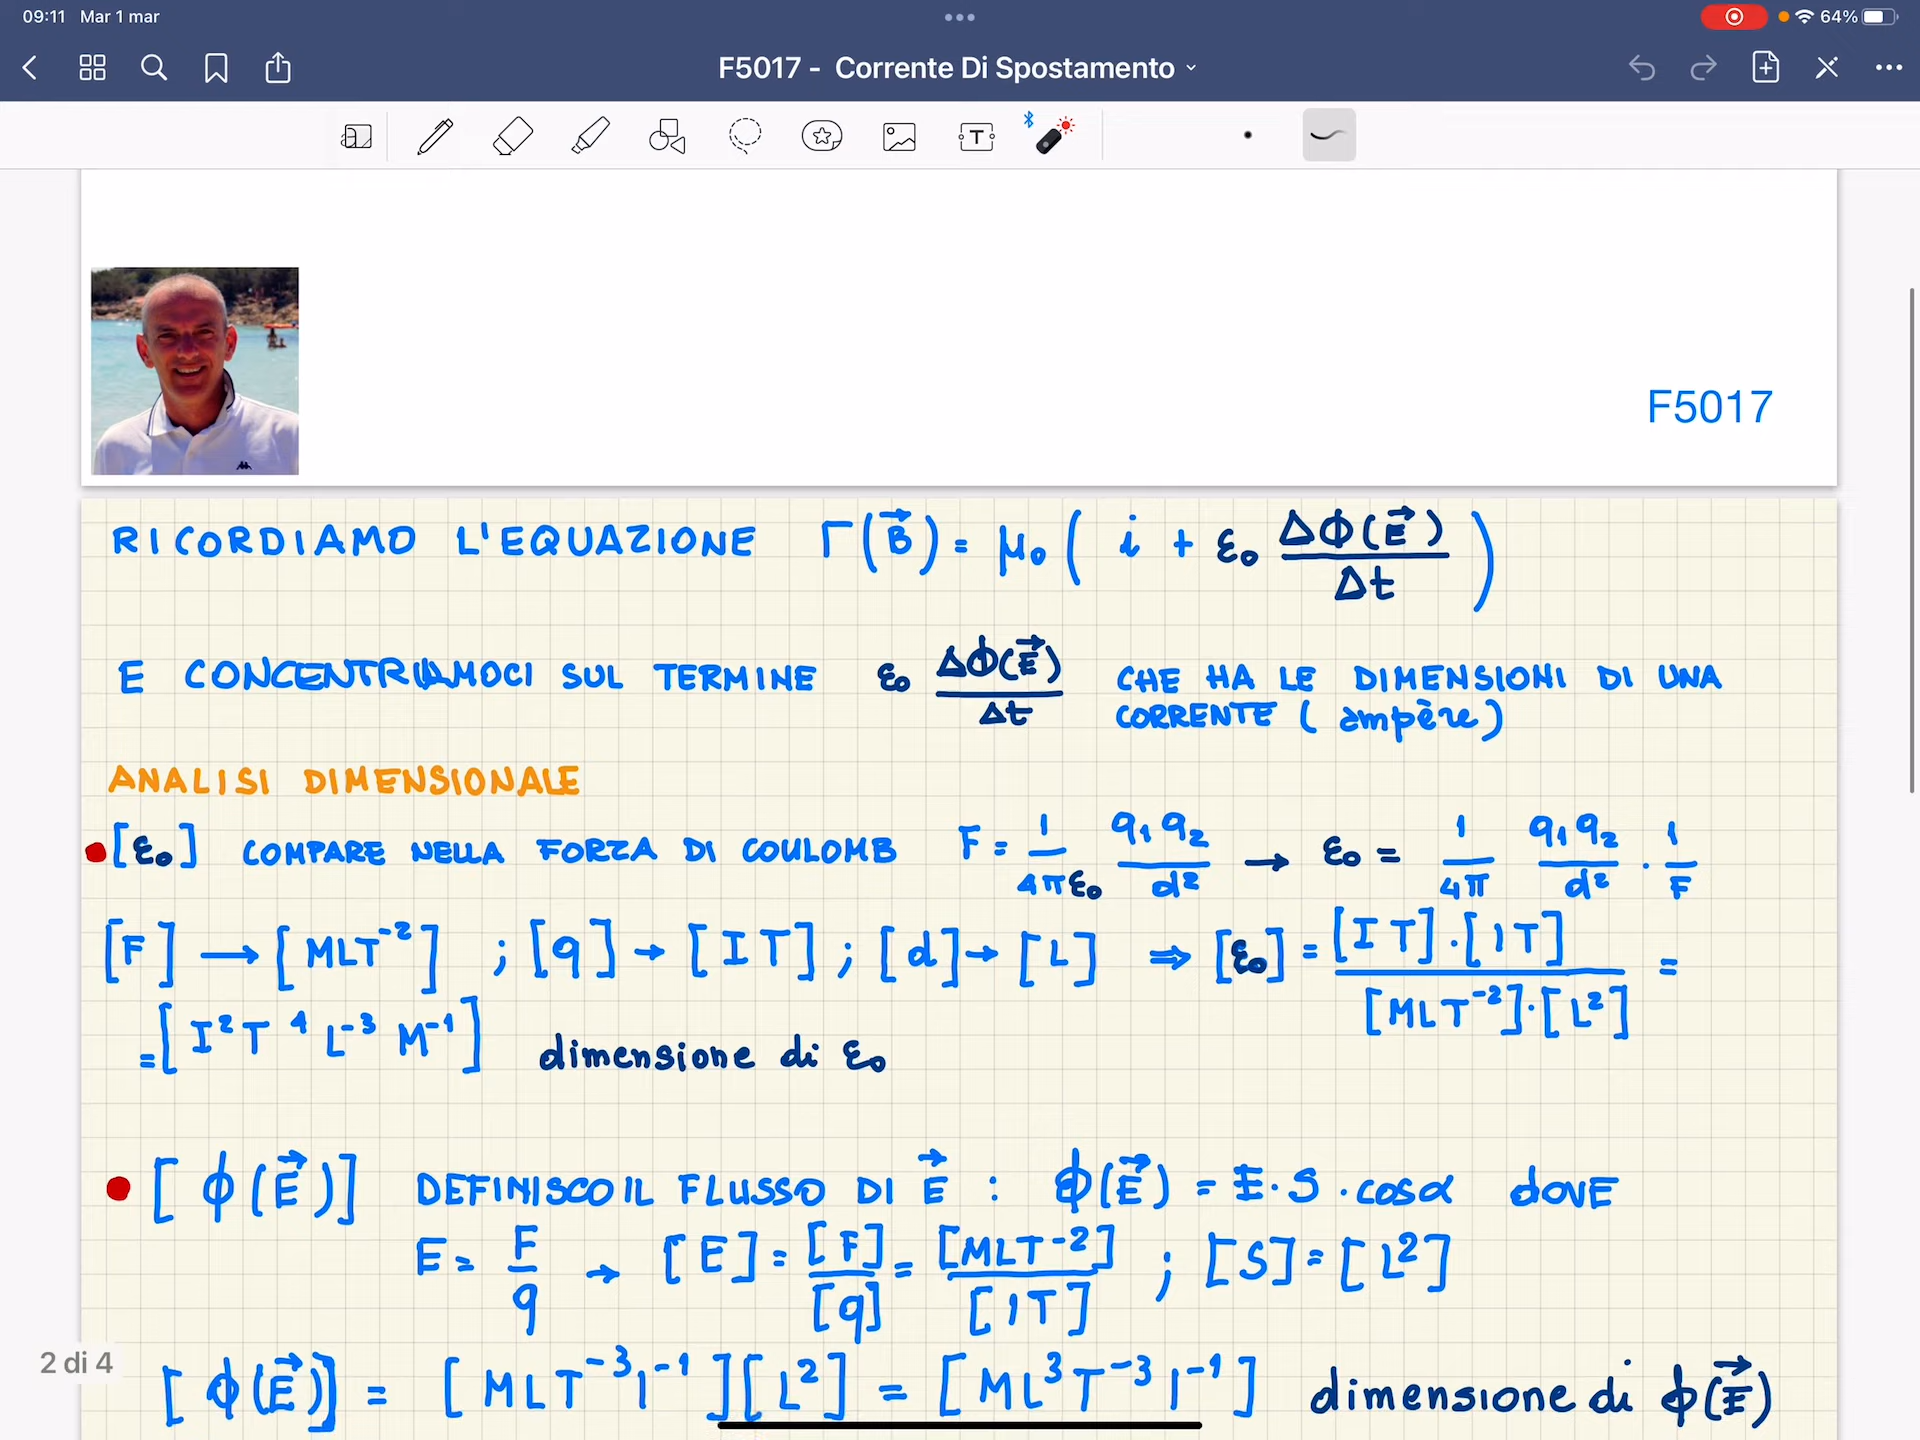 09:11 Mar 1 mar
64%
F5017 - Corrente Di Spostamento
F5017
RICORDIAMO L'EQUAZIONE Γ(B⃗) = μ₀ ( i + ε₀ ΔΦ(E⃗)/Δt )
E CONCENTRIAMOCI SUL TERMINE ε₀ ΔΦ(E⃗)/Δt CHE HA LE DIMENSIONI DI UNA
CORRENTE (ampère)
ANALISI DIMENSIONALE
• [ε₀] COMPARE NELLA FORZA DI COULOMB F = 1/4πε₀ q₁q₂/d² → ε₀ = 1/4π q₁q₂/d² · 1/F
[F] → [MLT⁻²] ; [q] → [IT] ; [d] → [L] ⇒ [ε₀] = [IT]·[IT]/[MLT⁻²]·[L²] =
= [I²T⁴L⁻³M⁻¹] dimensione di ε₀
• [Φ(E⃗)] DEFINISCO IL FLUSSO DI E⃗ : Φ(E⃗) = E·S·cosα DOVE
E = F/q → [E] = [F]/[q] = [MLT⁻²]/[IT] ; [S] = [L²]
[Φ(E⃗)] = [MLT⁻³I⁻¹][L²] = [ML³T⁻³I⁻¹] dimensione di Φ(E⃗)
2 di 4